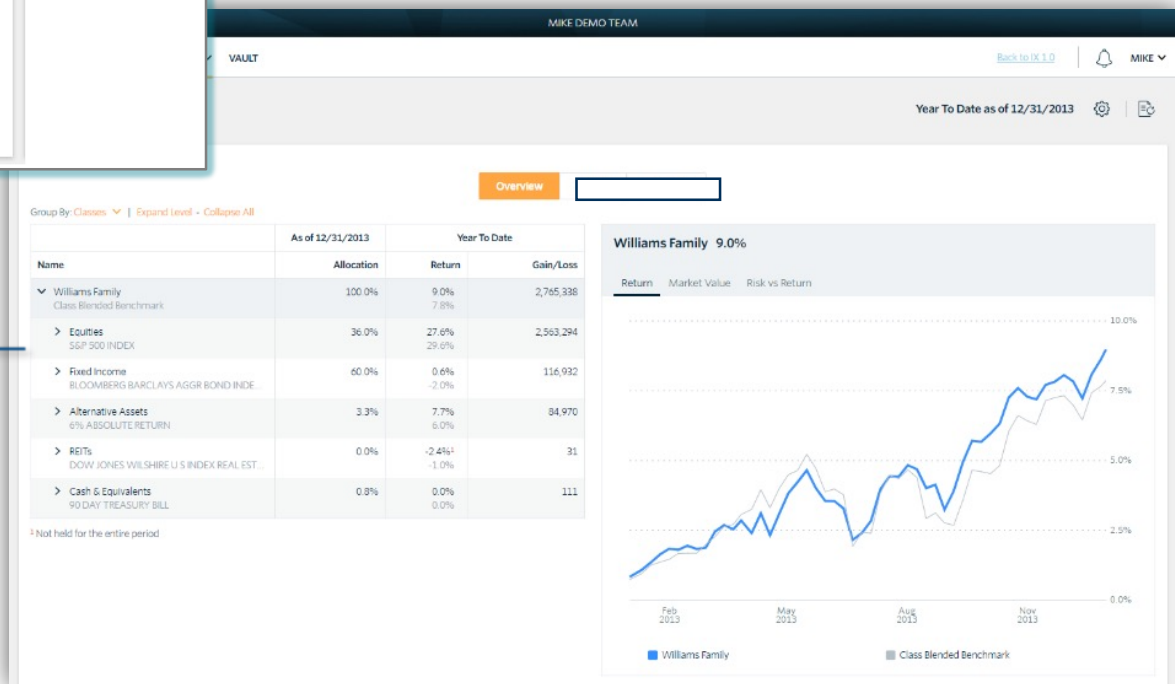 MIKE DEMO TEAM
VAULT
Back to IX 1.0
MIKE
Year To Date as of 12/31/2013
Overview
Group By: Classes | Expand Level - Collapse All
As of 12/31/2013 Year To Date
Name Allocation Return Gain/Loss
Williams Family 100.0% 9.0% 2,765,338
Class Blended Benchmark 7.8%
Equities 36.0% 27.6% 2,563,294
S&P 500 INDEX 29.6%
Fixed Income 60.0% 0.6% 116,932
BLOOMBERG BARCLAYS AGGR BOND INDE... -2.0%
Alternative Assets 3.3% 7.7% 84,970
6% ABSOLUTE RETURN 6.0%
REITs 0.0% -2.4%¹ 31
DOW JONES WILSHIRE U S INDEX REAL EST... -1.0%
Cash & Equivalents 0.8% 0.0% 111
90 DAY TREASURY BILL 0.0%
¹ Not held for the entire period
Williams Family 9.0%
Return Market Value Risk vs Return
10.0%
7.5%
5.0%
2.5%
0.0%
Feb May Aug Nov
2013 2013 2013 2013
Williams Family Class Blended Benchmark